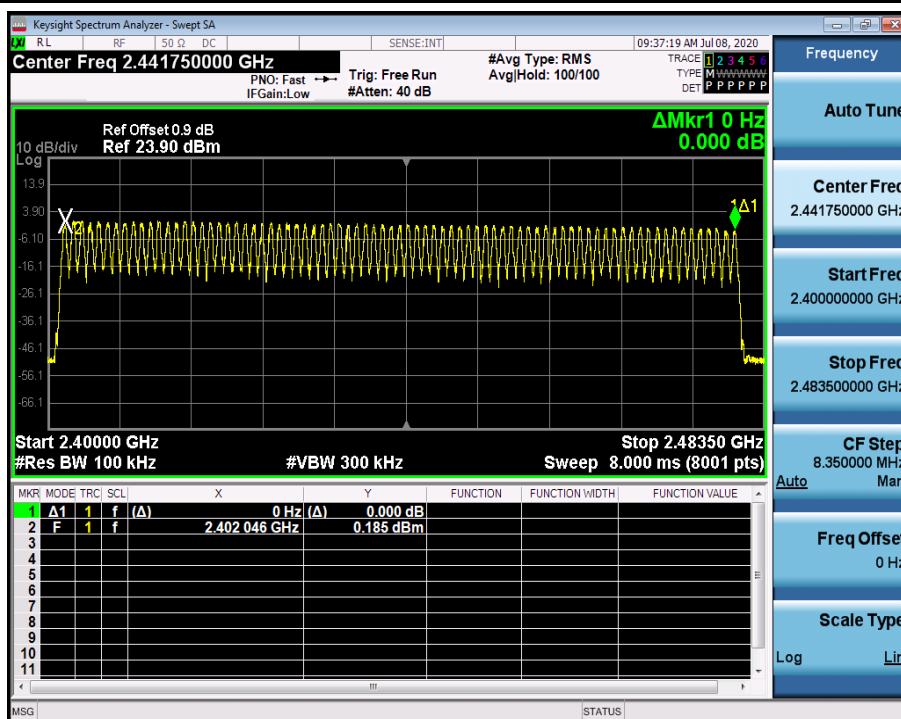 Keysight Spectrum Analyzer - Swept SA
LXI RL RF 50 Ω DC SENSE:INT 09:37:19 AM Jul 08, 2020
Center Freq 2.441750000 GHz
PNO: Fast
IFGain:Low
Trig: Free Run
#Atten: 40 dB
#Avg Type: RMS
Avg|Hold: 100/100
TRACE 1 2 3 4 5 6
TYPE M W W W W W
DET P P P P P P
Frequency
Auto Tune
Center Freq
2.441750000 GHz
Start Freq
2.400000000 GHz
Stop Freq
2.483500000 GHz
CF Step
8.350000 MHz
Auto Man
Freq Offset
0 Hz
Scale Type
Log Lin
Ref Offset 0.9 dB
10 dB/div Ref 23.90 dBm
Log
ΔMkr1 0 Hz
0.000 dB
13.9
3.90
-6.10
-16.1
-26.1
-36.1
-46.1
-56.1
-66.1
X2
1Δ1
Start 2.40000 GHz Stop 2.48350 GHz
#Res BW 100 kHz #VBW 300 kHz Sweep 8.000 ms (8001 pts)
MKR MODE TRC SCL X Y FUNCTION FUNCTION WIDTH FUNCTION VALUE
1 Δ1 1 f (Δ) 0 Hz (Δ) 0.000 dB
2 F 1 f 2.402 046 GHz 0.185 dBm
3
4
5
6
7
8
9
10
11
MSG STATUS